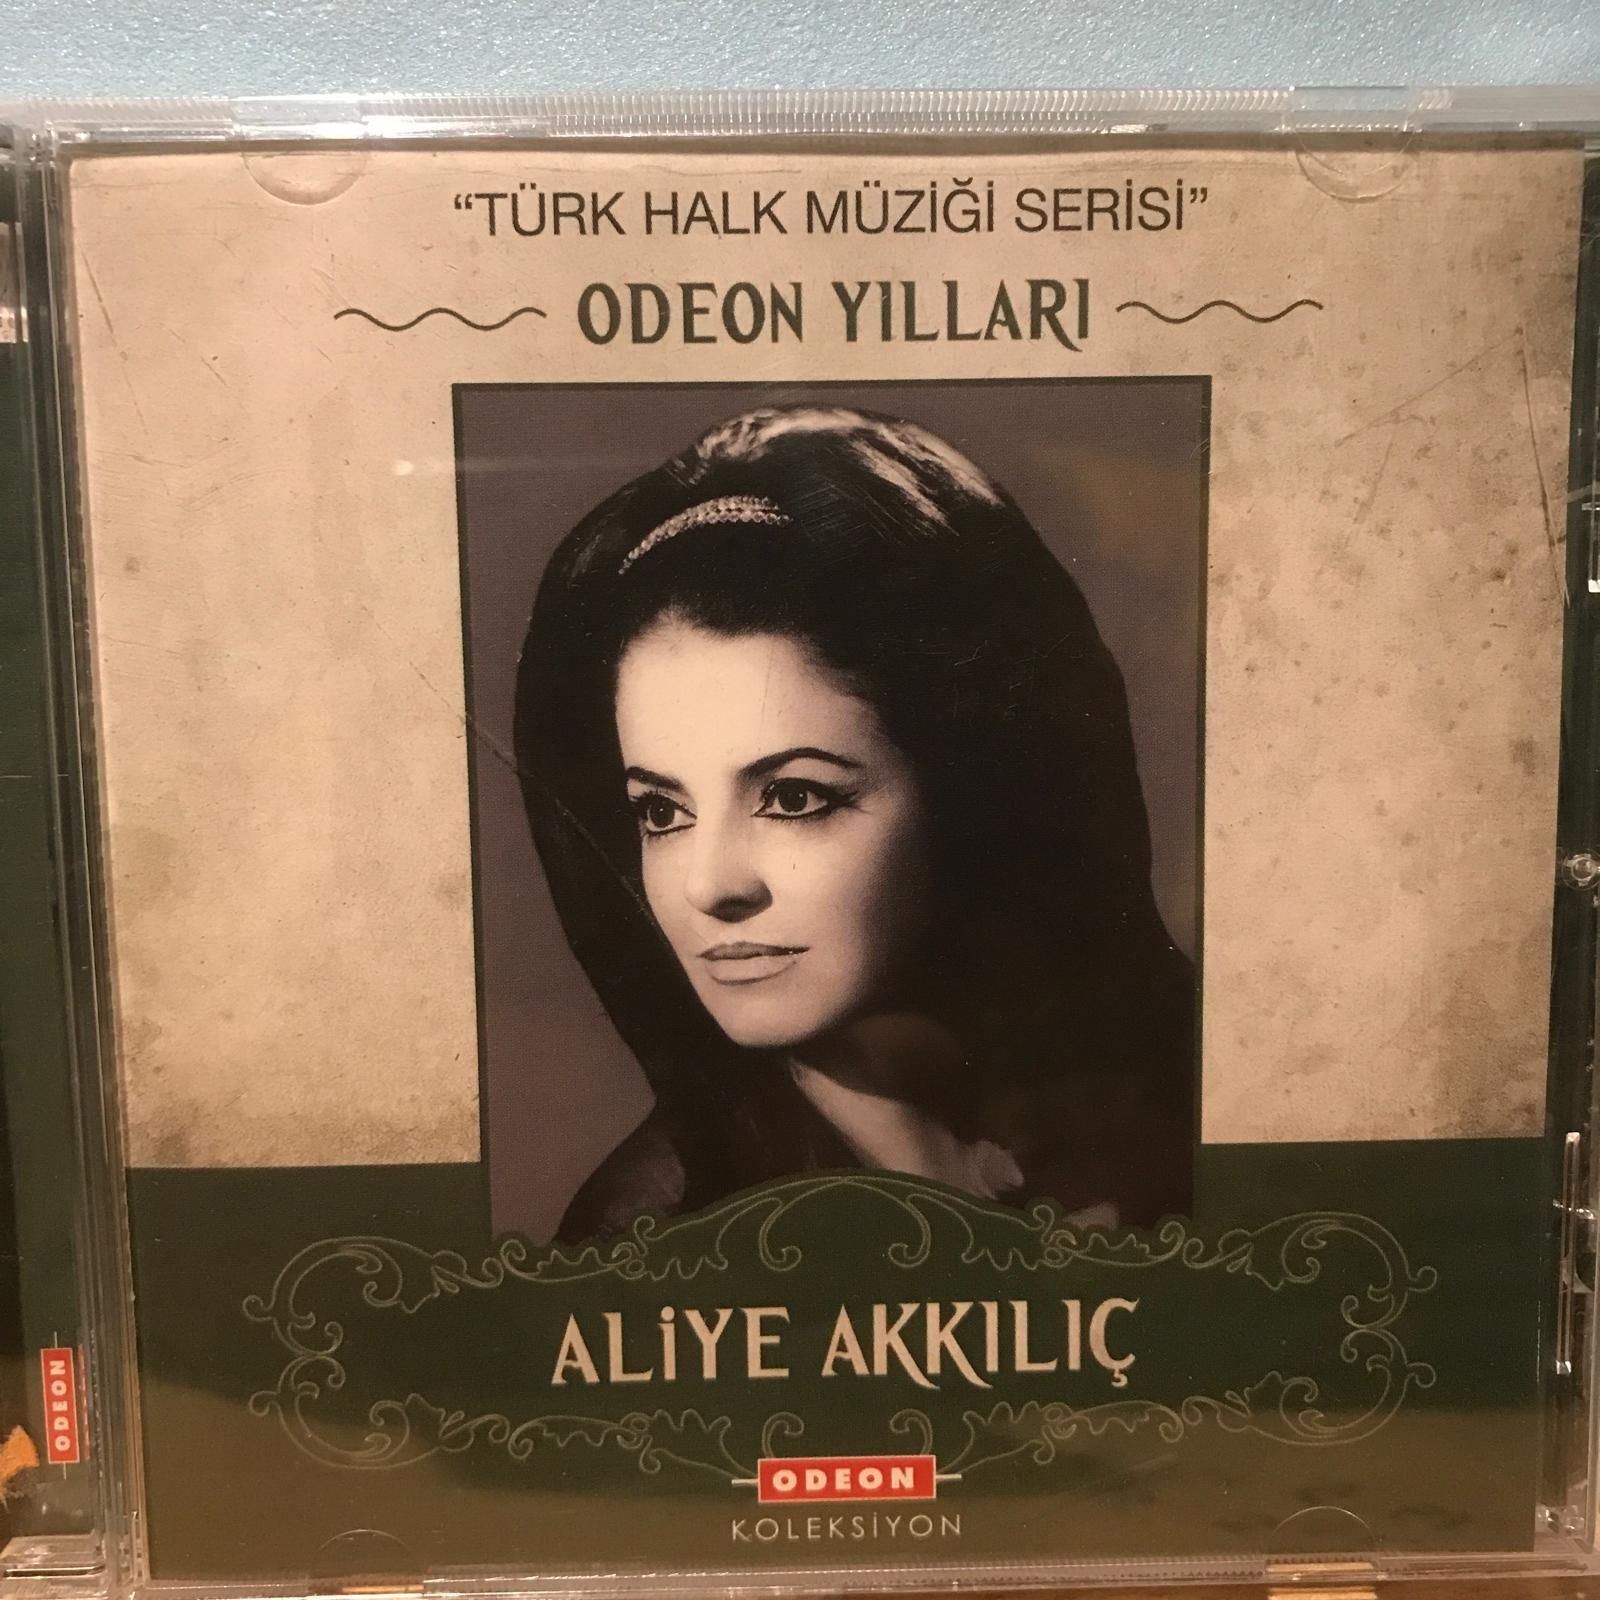 “TÜRK HALK MÜZİĞİ SERİSİ”
ODEON YILLARI
ALİYE AKKILIÇ
ODEON
KOLEKSİYON
ODEON